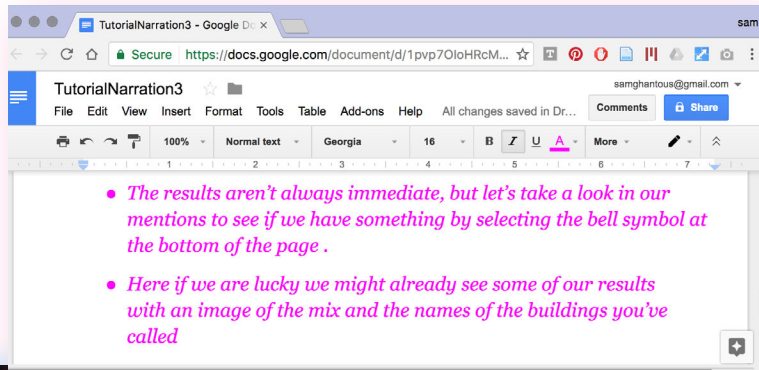 TutorialNarration3 - Google Do
sam
Secure https://docs.google.com/document/d/1pvp7OIoHRcM...
TutorialNarration3
samghantous@gmail.com
File Edit View Insert Format Tools Table Add-ons Help All changes saved in Dr...
Comments
Share
100% Normal text Georgia 16 B I U A More
1 2 3 4 5 6 7
• The results aren't always immediate, but let's take a look in our
mentions to see if we have something by selecting the bell symbol at
the bottom of the page .
• Here if we are lucky we might already see some of our results
with an image of the mix and the names of the buildings you've
called